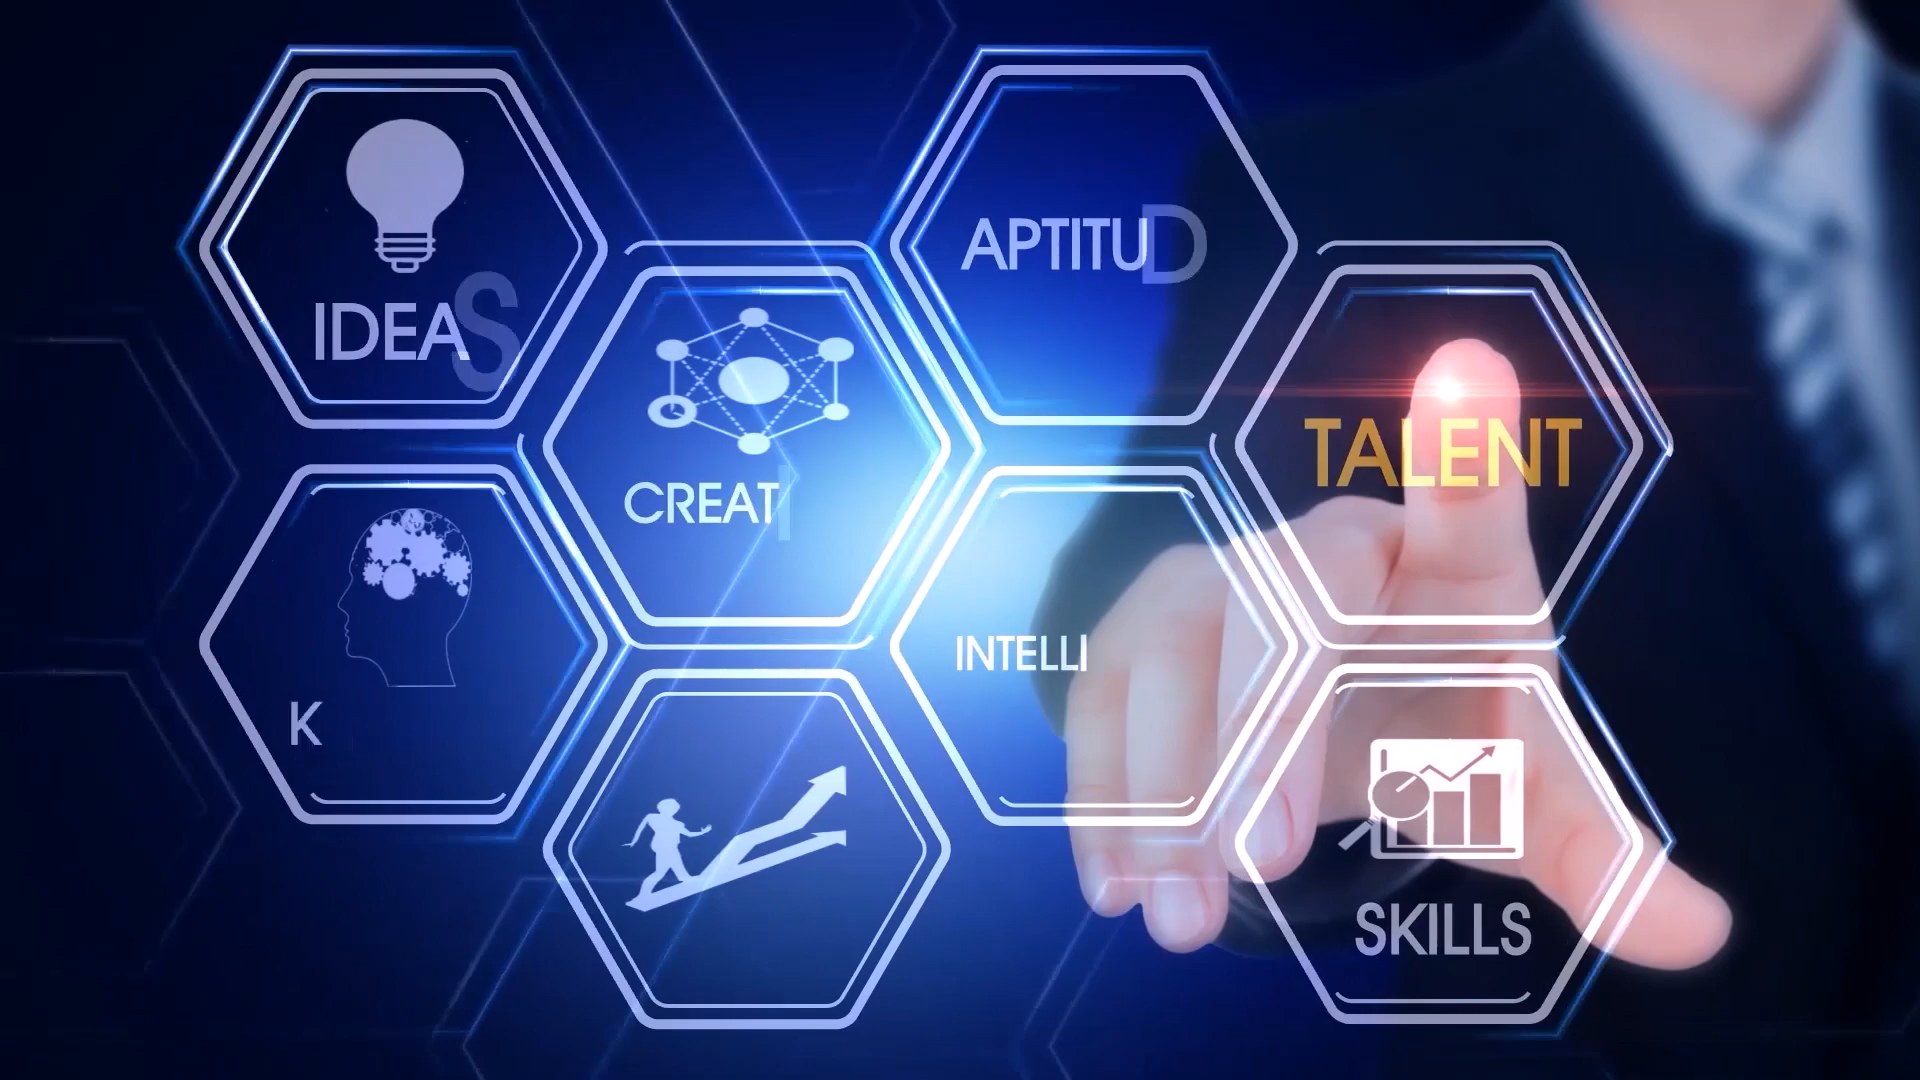 IDEAS
APTITUD
CREAT I
TALENT
K
INTELLI
SKILLS